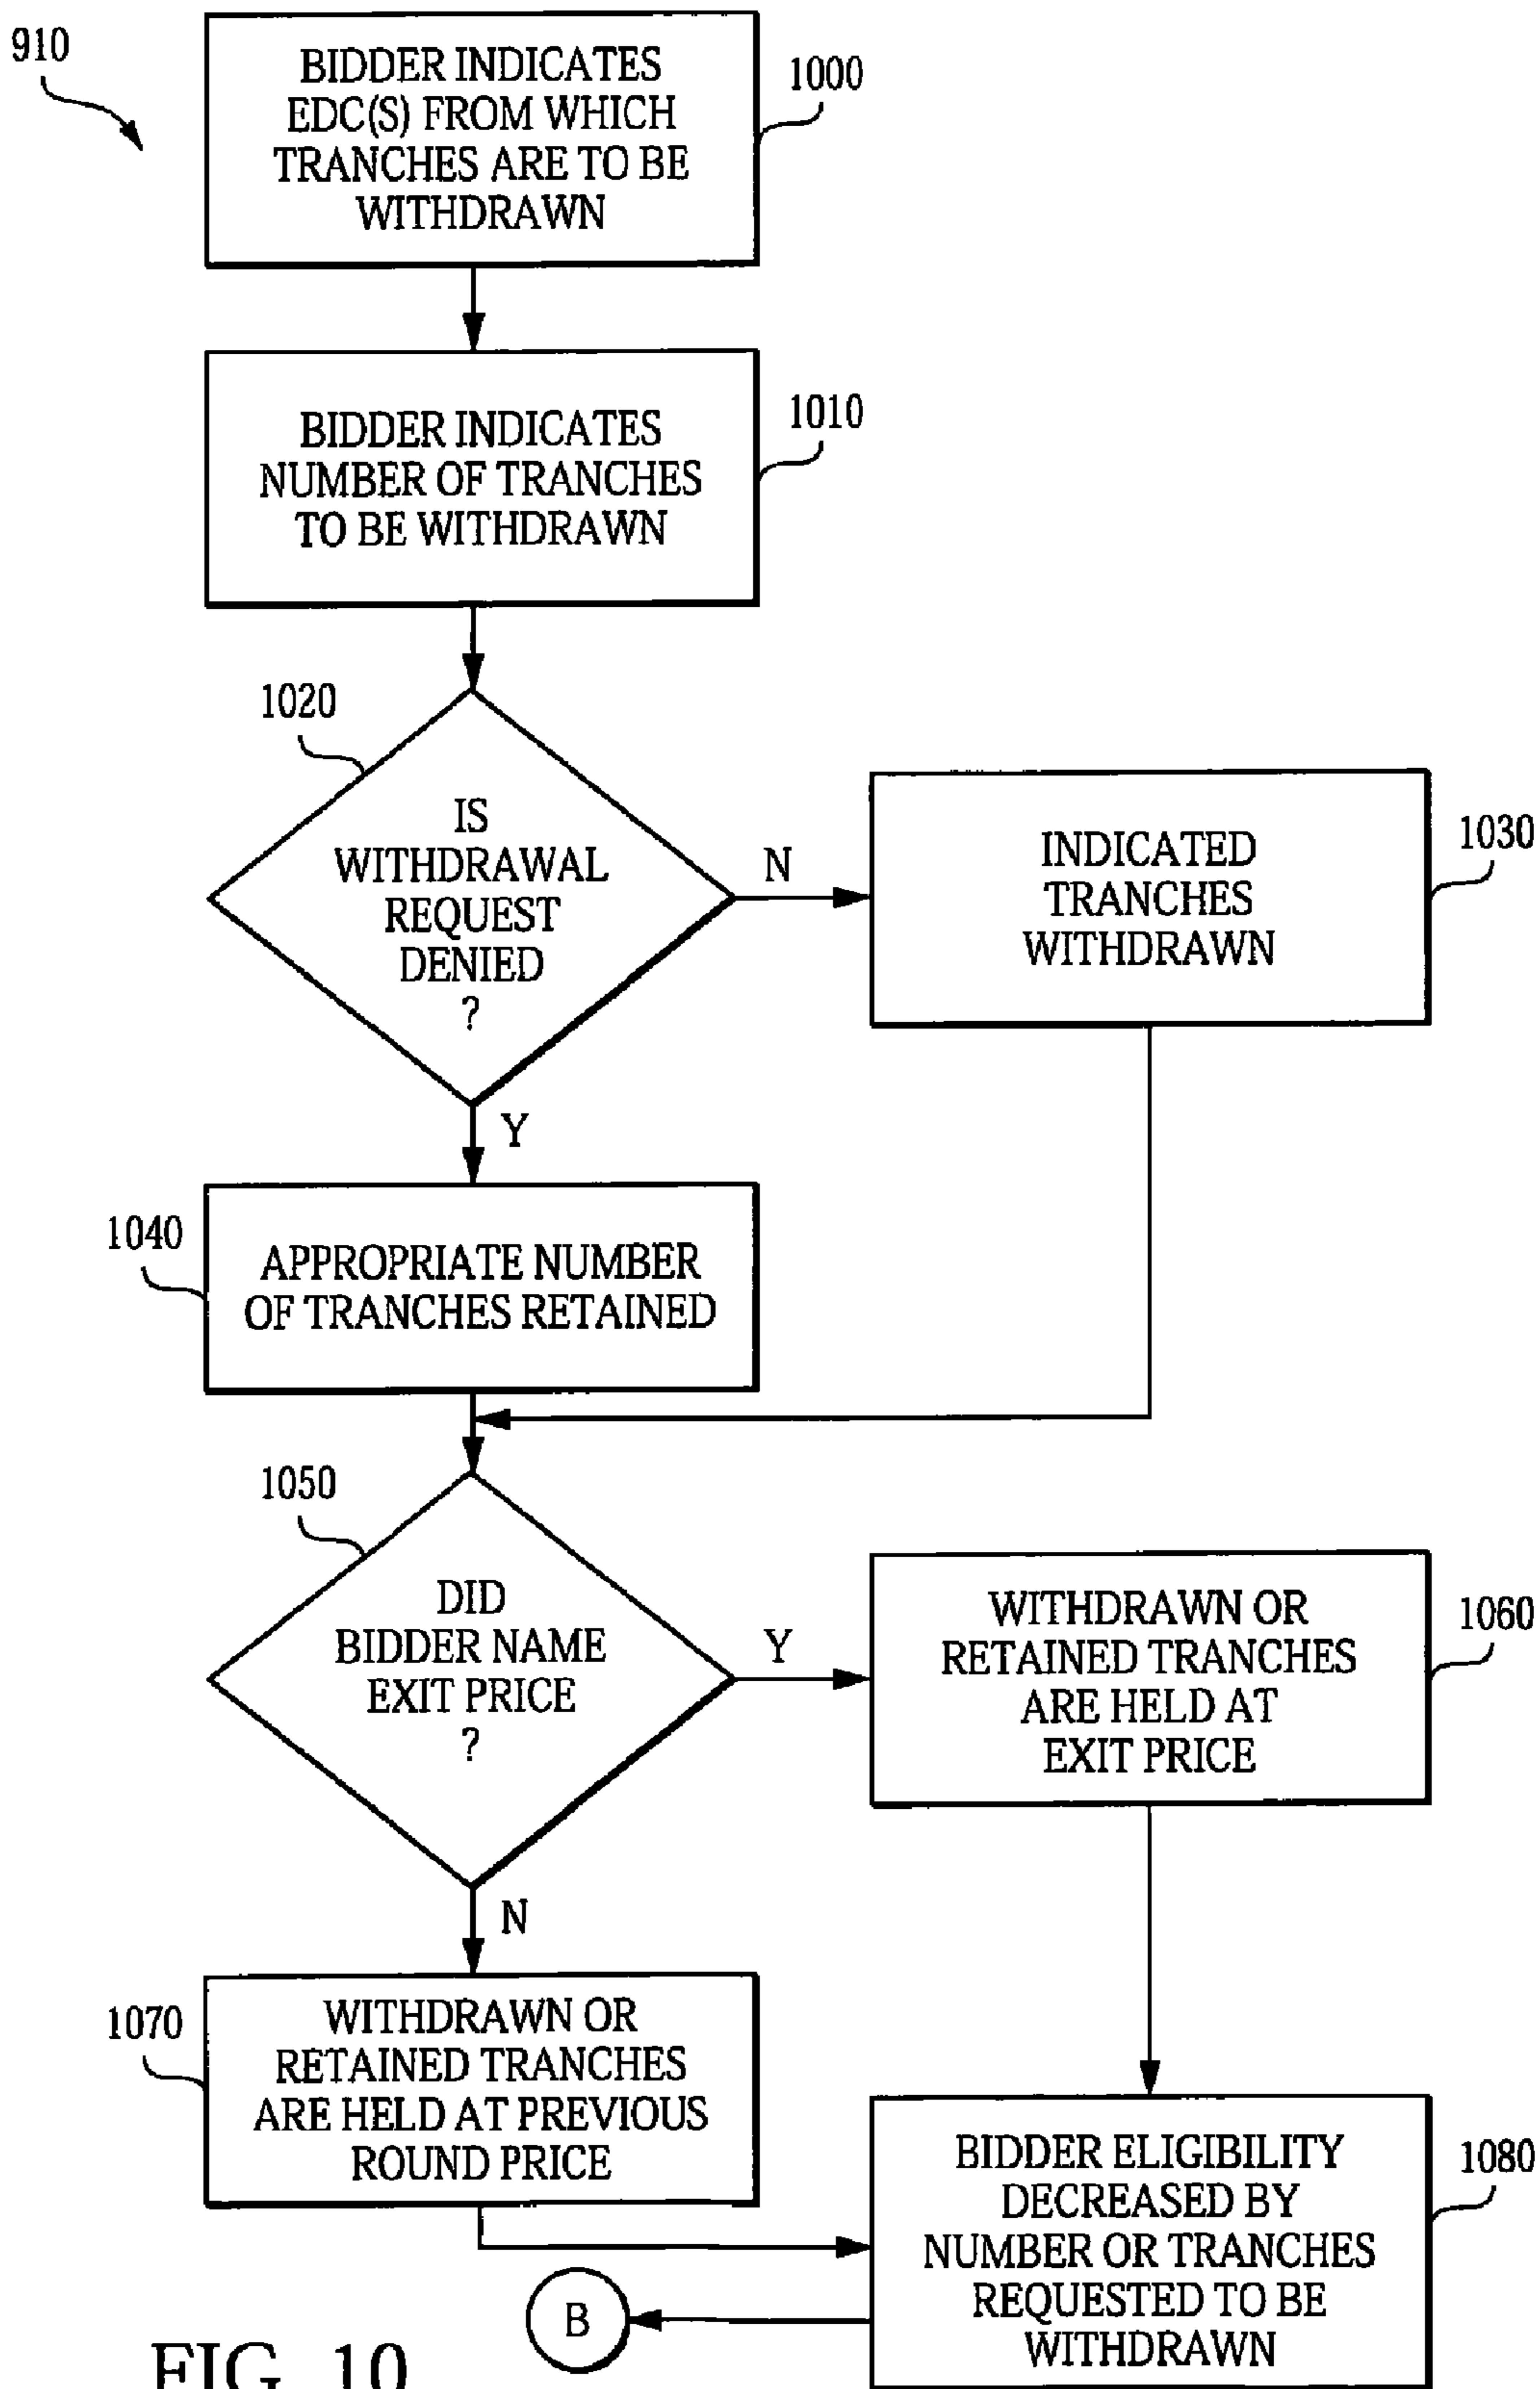 910
BIDDER INDICATES
EDC(S) FROM WHICH
TRANCHES ARE TO BE
WITHDRAWN
1000
BIDDER INDICATES
NUMBER OF TRANCHES
TO BE WITHDRAWN
1010
1020
IS
WITHDRAWAL
REQUEST
DENIED
?
N
INDICATED
TRANCHES
WITHDRAWN
1030
Y
1040
APPROPRIATE NUMBER
OF TRANCHES RETAINED
1050
DID
BIDDER NAME
EXIT PRICE
?
Y
WITHDRAWN OR
RETAINED TRANCHES
ARE HELD AT
EXIT PRICE
1060
N
1070
WITHDRAWN OR
RETAINED TRANCHES
ARE HELD AT PREVIOUS
ROUND PRICE
BIDDER ELIGIBILITY
DECREASED BY
NUMBER OR TRANCHES
REQUESTED TO BE
WITHDRAWN
1080
B
FIG. 10